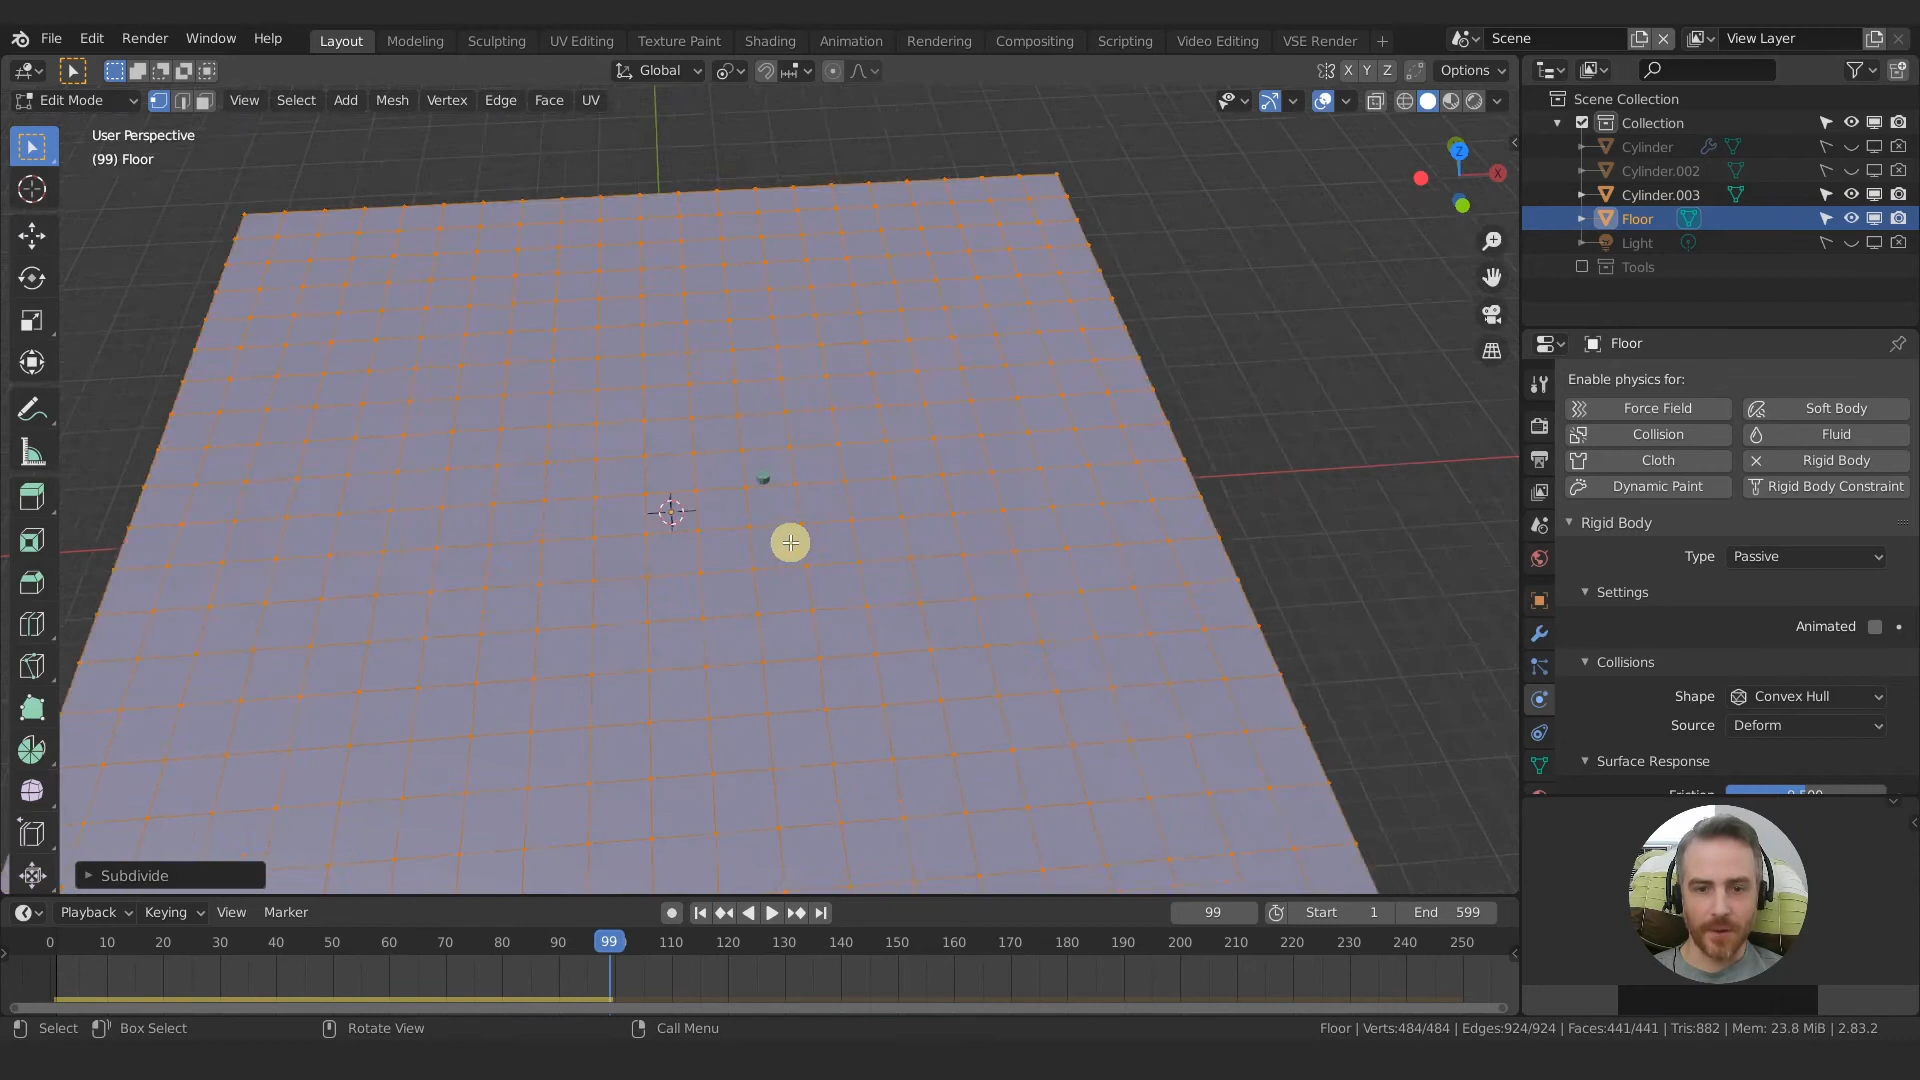 File Edit Render Window Help Layout Modeling Sculpting UV Editing Texture Paint Shading Animation Rendering Compositing Scripting Video Editing VSE Render + Scene View Layer
Global X Y Z Options
Edit Mode View Select Add Mesh Vertex Edge Face UV
User Perspective
(99) Floor
Z
X
Scene Collection
Collection
Cylinder
Cylinder.002
Cylinder.003
Floor
Light
Tools
Floor
Enable physics for:
Force Field Soft Body
Collision Fluid
Cloth Rigid Body
Dynamic Paint Rigid Body Constraint
Rigid Body
Type Passive
Settings
Animated
Collisions
Shape Convex Hull
Source Deform
Surface Response
Subdivide
Playback Keying View Marker 99 Start 1 End 599
0 10 20 30 40 50 60 70 80 90 99 110 120 130 140 150 160 170 180 190 200 210 220 230 240 250
Select Box Select Rotate View Call Menu Floor | Verts:484/484 | Edges:924/924 | Faces:441/441 | Tris:882 | Mem: 23.8 MiB | 2.83.2